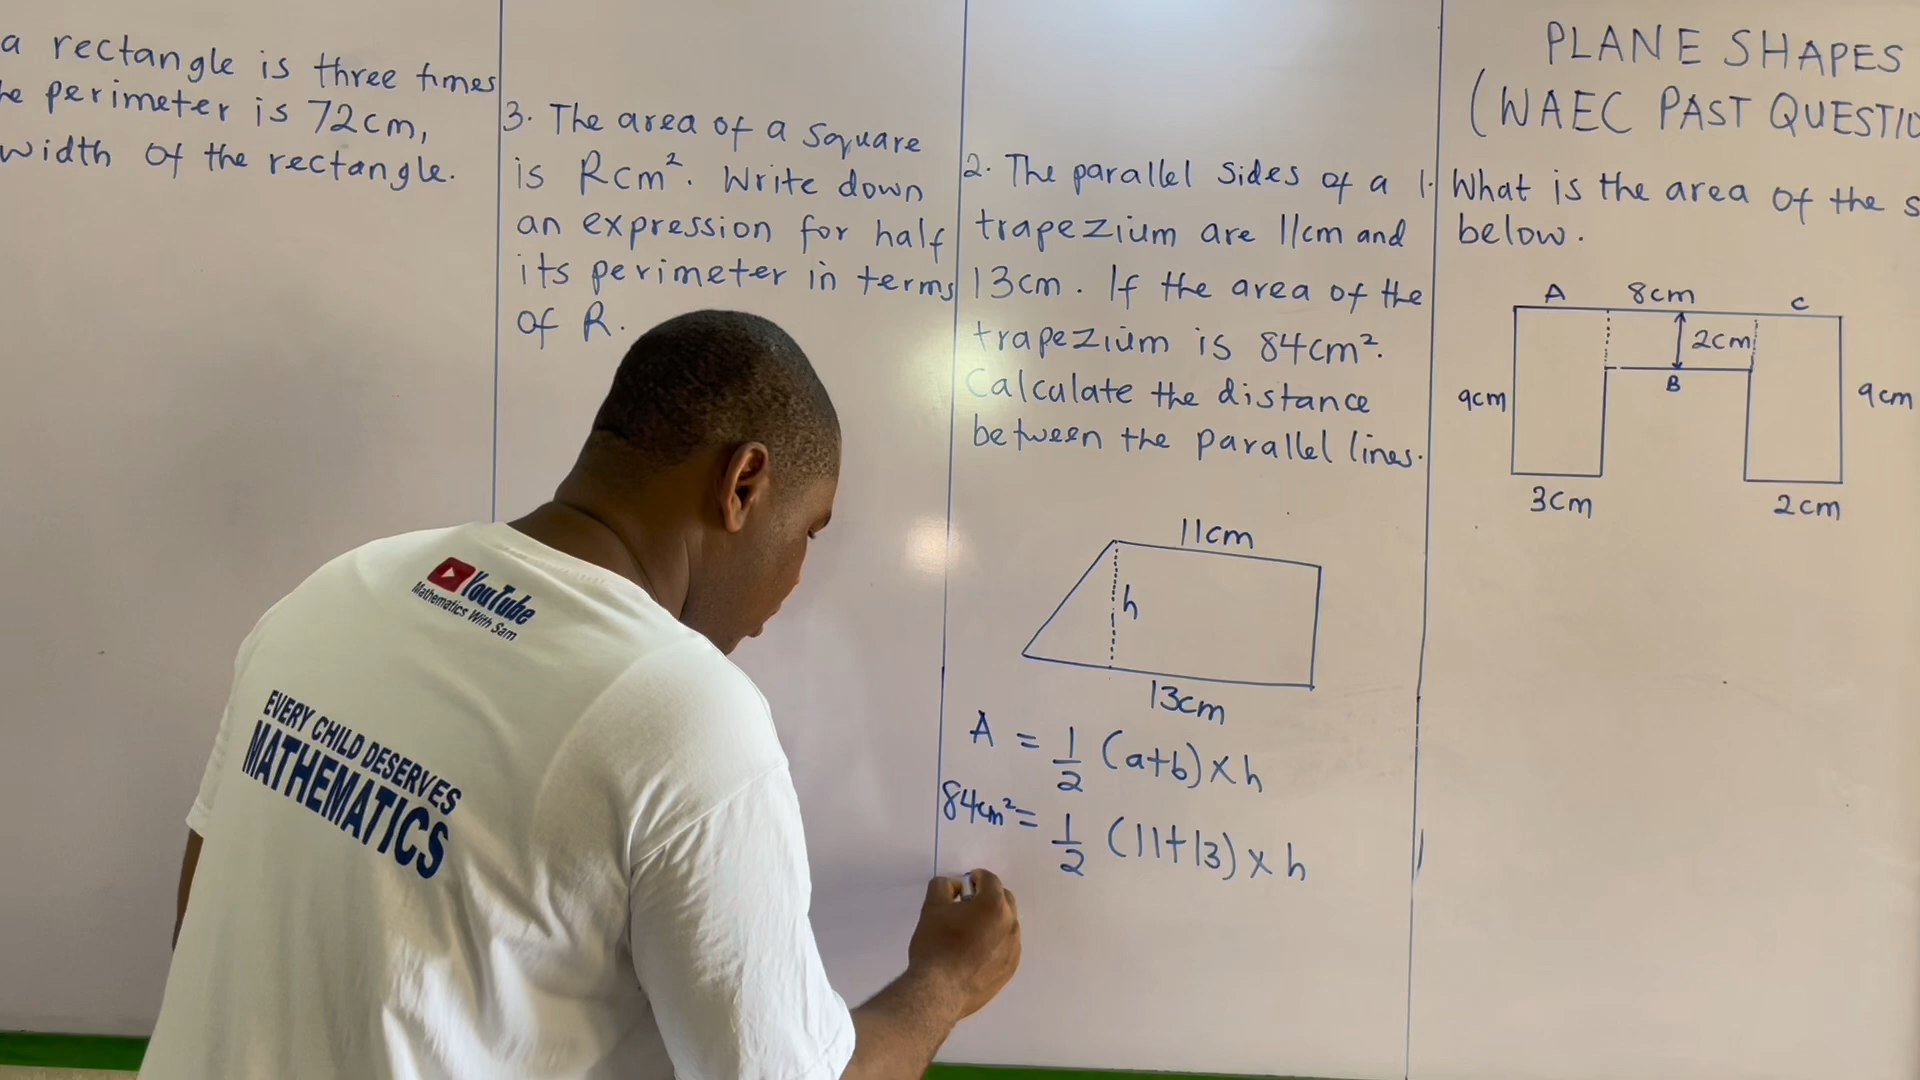 a rectangle is three times
he perimeter is 72cm,
width of the rectangle.
3. The area of a square
is Rcm². Write down
an expression for half
its perimeter in terms
of R.
2. The parallel sides of a
trapezium are 11cm and
13cm. If the area of the
trapezium is 84cm².
Calculate the distance
between the parallel lines.
11cm
h
13cm
A = 1/2 (a+b) x h
84cm² = 1/2 (11+13) x h
PLANE SHAPES
(WAEC PAST QUESTIO
1. What is the area of the s
below.
A 8cm C
2cm
B
9cm
9cm
3cm
2cm
YouTube
Mathematics With Sam
EVERY CHILD DESERVES
MATHEMATICS